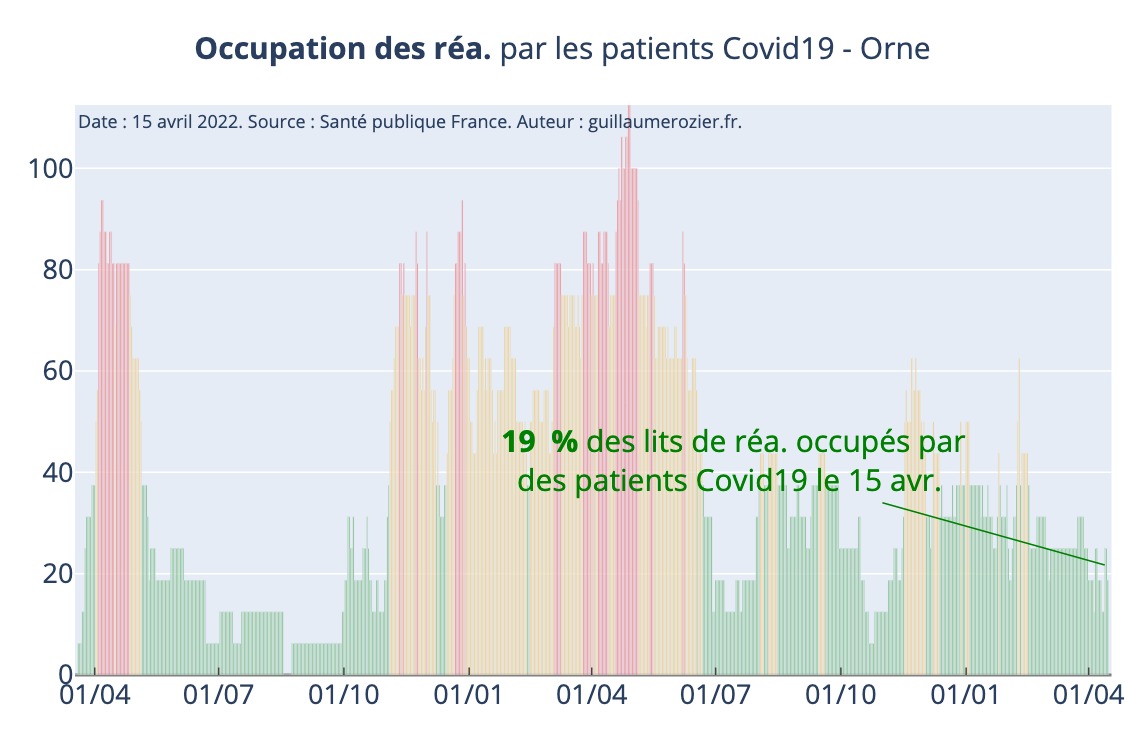 Occupation des réa. par les patients Covid19 - Orne
Date : 15 avril 2022. Source : Santé publique France. Auteur : guillaumerozier.fr.
100
80
60
40
20
0
19 % des lits de réa. occupés par
des patients Covid19 le 15 avr.
01/04 01/07 01/10 01/01 01/04 01/07 01/10 01/01 01/04